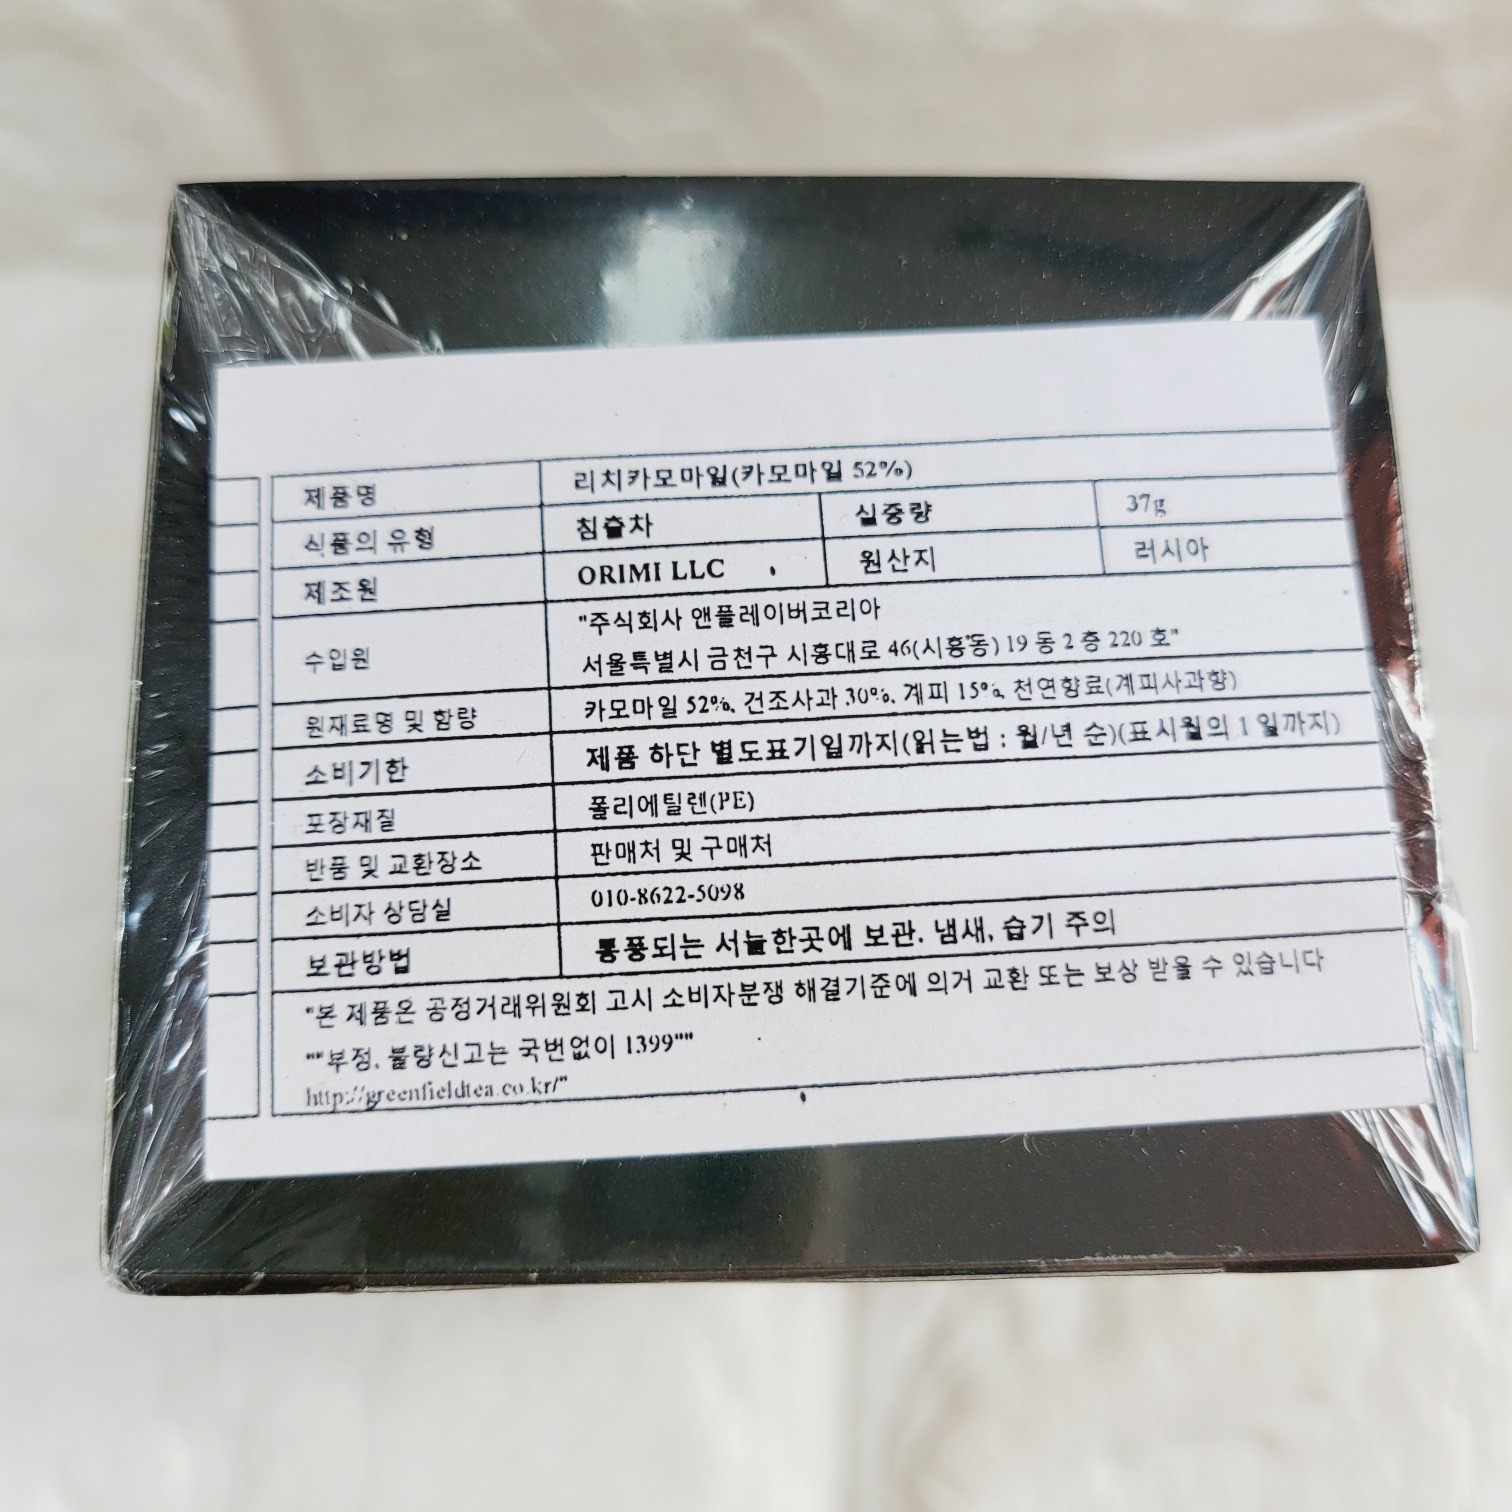 제품명 리치카모마일(카모마일 52%)
식품의 유형 침출차 실중량 37g
제조원 ORIMI LLC 원산지 러시아
수입원 "주식회사 앤플레이버코리아
서울특별시 금천구 시흥대로 46(시흥동) 19 동 2 층 220 호"
원재료명 및 함량 카모마일 52%, 건조사과 30%, 계피 15%, 천연향료(계피사과향)
소비기한 제품 하단 별도표기일까지(읽는법 : 월/년 순)(표시월의 1 일까지)
포장재질 폴리에틸렌(PE)
반품 및 교환장소 판매처 및 구매처
소비자 상담실 010-8622-5098
보관방법 통풍되는 서늘한곳에 보관. 냄새, 습기 주의
"본 제품은 공정거래위원회 고시 소비자분쟁 해결기준에 의거 교환 또는 보상 받을 수 있습니다
""부정, 불량신고는 국번없이 1399""
http://greenfieldtea.co.kr/"